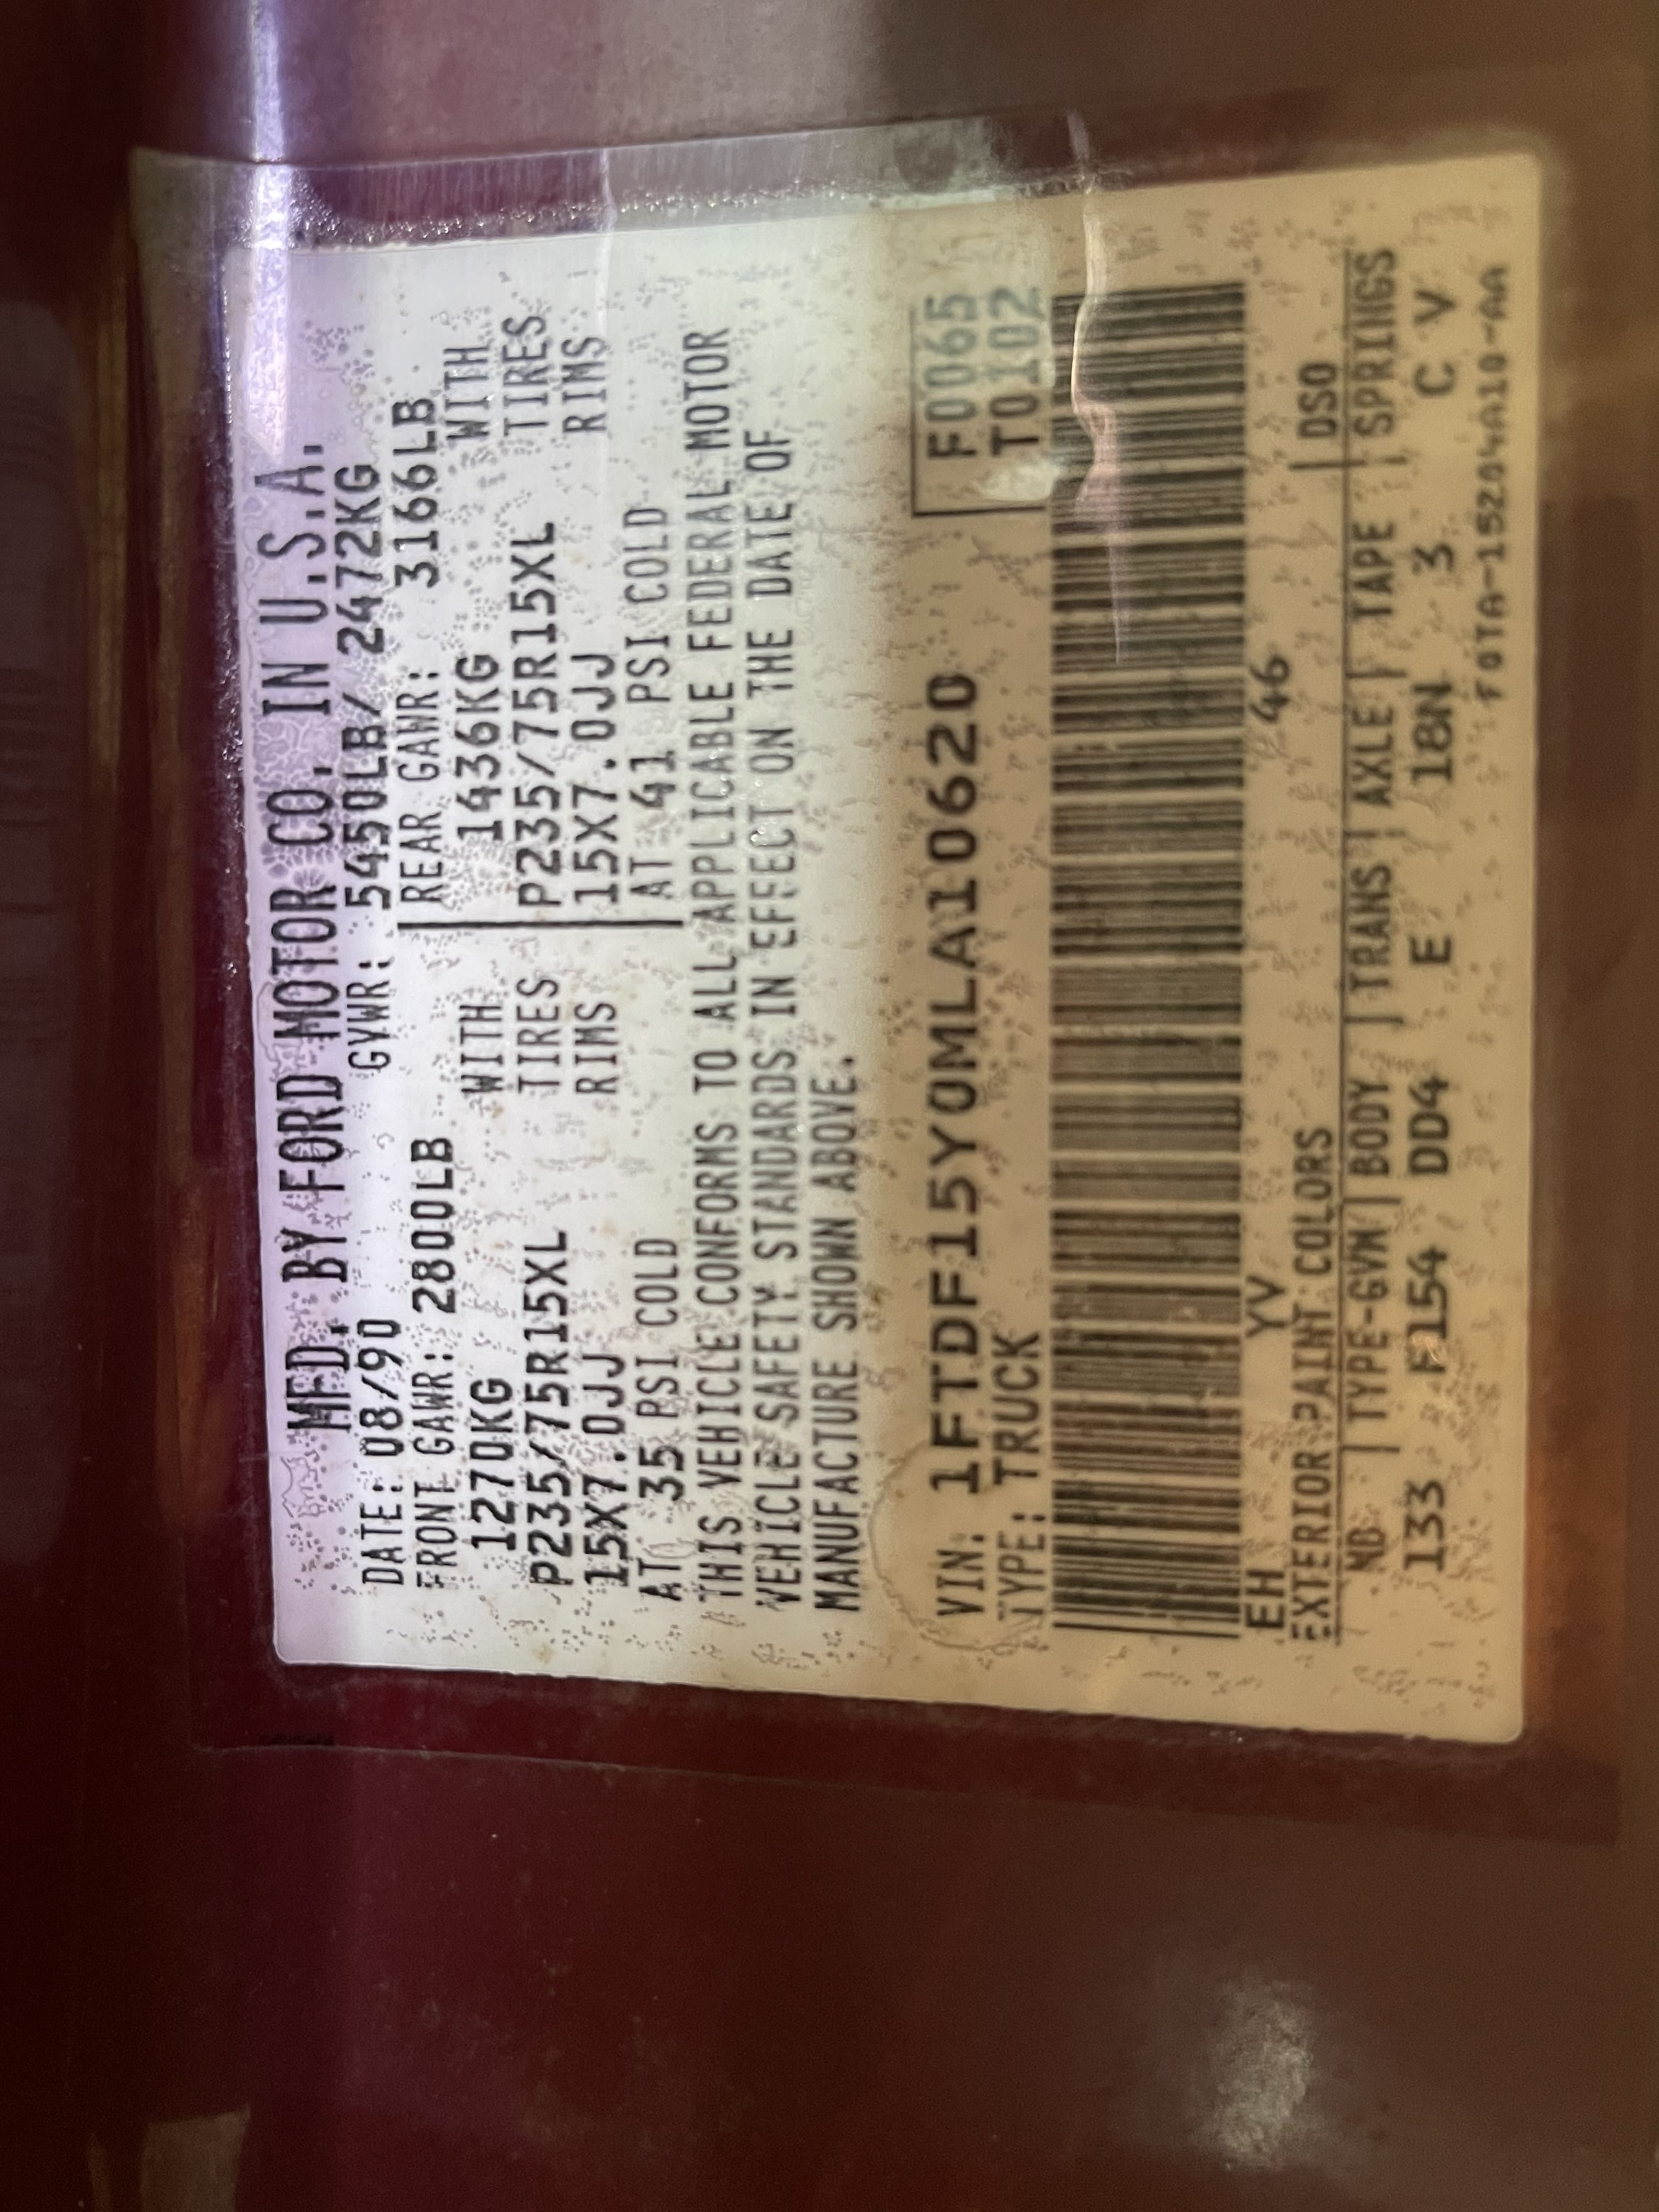 MFD. BY FORD MOTOR CO. IN U.S.A.
DATE: 08/90 GVWR: 5450LB/ 2472KG
FRONT GAWR: 2800LB REAR GAWR: 3166LB
1270KG WITH 1436KG WITH
P235/75R15XL TIRES P235/75R15XL TIRES
15X7.0JJ RIMS 15X7.0JJ RIMS
AT 35 PSI COLD AT 41 PSI COLD
THIS VEHICLE CONFORMS TO ALL APPLICABLE FEDERAL MOTOR
VEHICLE SAFETY STANDARDS IN EFFECT ON THE DATE OF
MANUFACTURE SHOWN ABOVE.
VIN: 1FTDF15Y0MLA10620 F0065
TYPE: TRUCK T0102
EH YV 46
EXTERIOR PAINT COLORS DSO
WB TYPE-GVW BODY TRANS AXLE TAPE SPRINGS
133 F154 DD4 E 18N 3 C V
F0TA-15204A10-AA